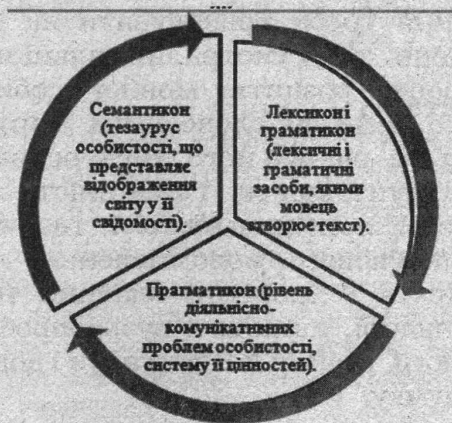 Семантикон
(тезаурус
особистості, що
представляє
відображення
світу у її
свідомості).
Лексикон і
граматикон
(лексичні і
граматичні
засоби, якими
мовець
створює текст).
Прагматикон (рівень
діяльнісно-
комунікативних
проблем особистості,
систему її цінностей).